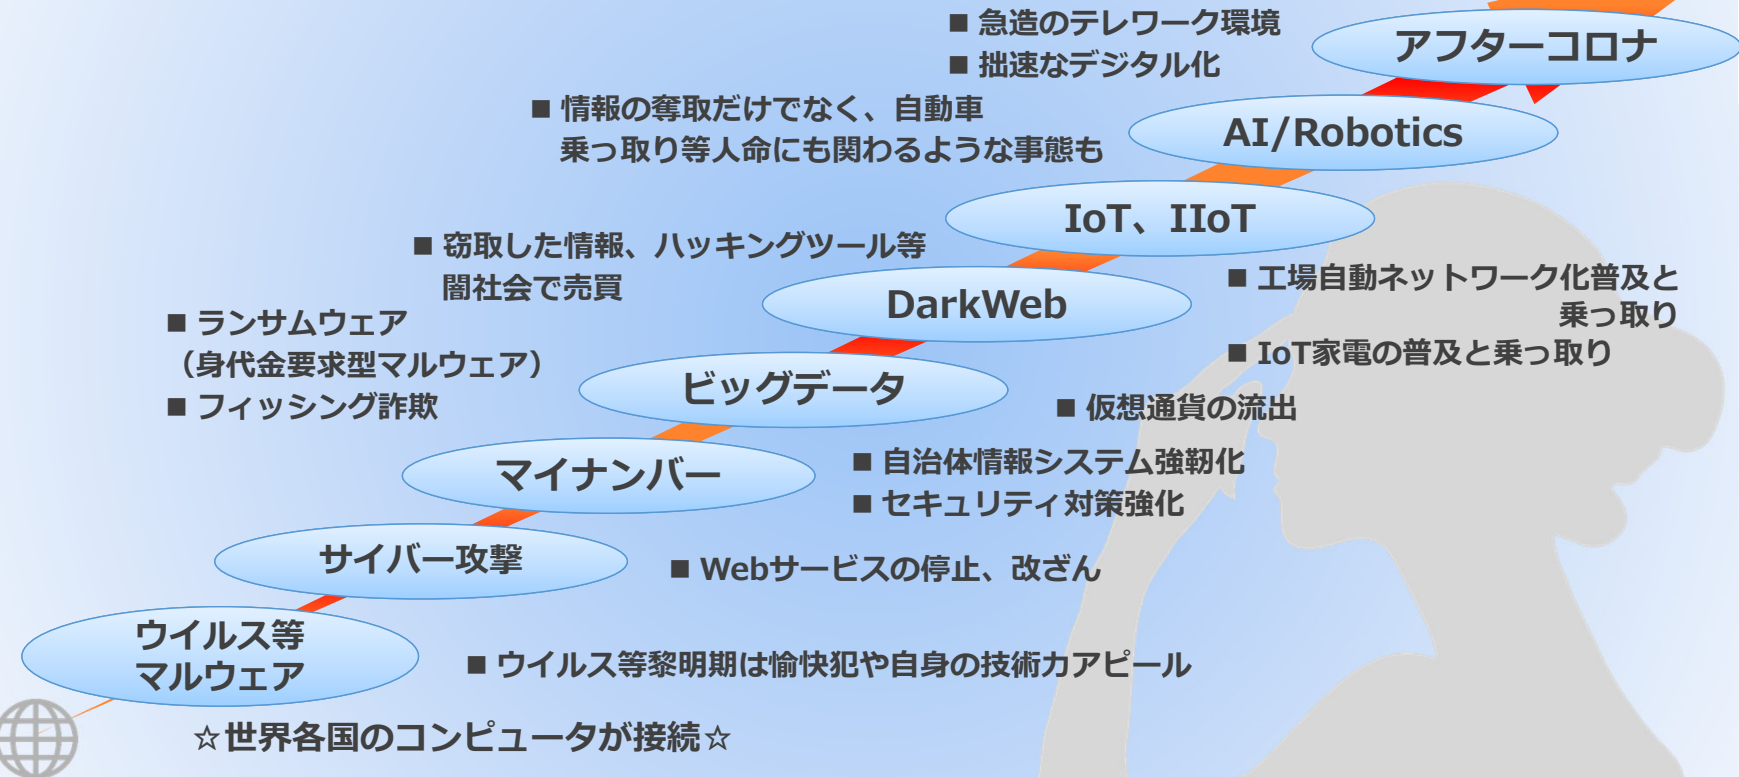 ■ 急造のテレワーク環境
■ 拙速なデジタル化
アフターコロナ
■ 情報の奪取だけでなく、自動車
乗っ取り等人命にも関わるような事態も
AI/Robotics
IoT、IIoT
■ 窃取した情報、ハッキングツール等
闇社会で売買
DarkWeb
■ 工場自動ネットワーク化普及と
乗っ取り
■ IoT家電の普及と乗っ取り
■ ランサムウェア
（身代金要求型マルウェア）
■ フィッシング詐欺
ビッグデータ
■ 仮想通貨の流出
マイナンバー
■ 自治体情報システム強靭化
■ セキュリティ対策強化
サイバー攻撃
■ Webサービスの停止、改ざん
ウイルス等
マルウェア
■ ウイルス等黎明期は愉快犯や自身の技術力アピール
☆世界各国のコンピュータが接続☆